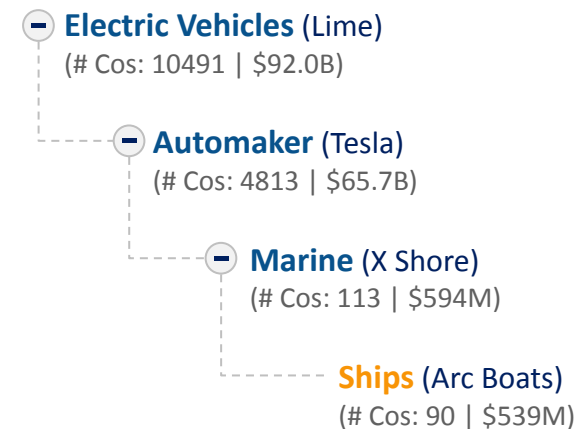 Electric Vehicles (Lime)
(# Cos: 10491 | $92.0B)
Automaker (Tesla)
(# Cos: 4813 | $65.7B)
Marine (X Shore)
(# Cos: 113 | $594M)
Ships (Arc Boats)
(# Cos: 90 | $539M)